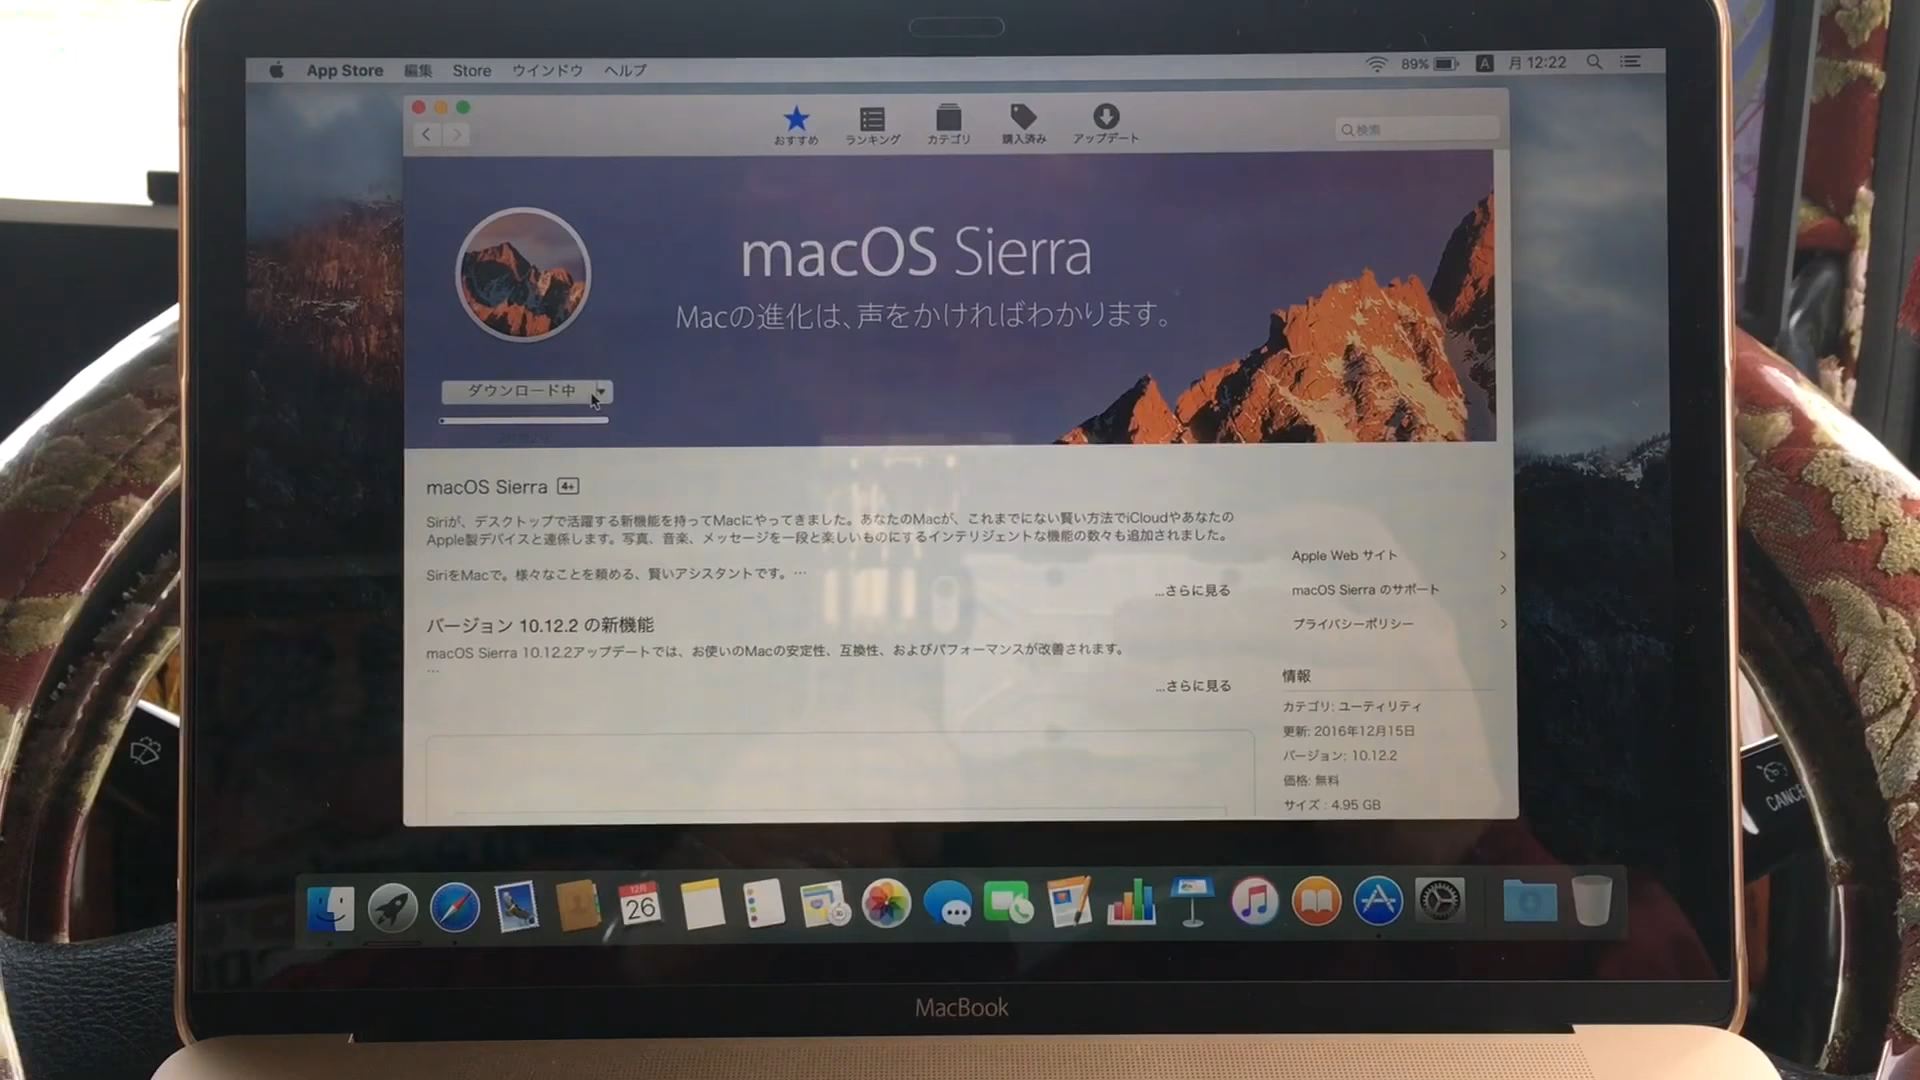 App Store 編集 Store ウインドウ ヘルプ
89% A 月 12:22
おすすめ ランキング カテゴリ 購入済み アップデート
検索
macOS Sierra
Macの進化は、声をかければわかります。
ダウンロード中
macOS Sierra 4+
Siriが、デスクトップで活躍する新機能を持ってMacにやってきました。あなたのMacが、これまでにない賢い方法でiCloudやあなたの
Apple製デバイスと連係します。写真、音楽、メッセージを一段と楽しいものにするインテリジェントな機能の数々も追加されました。
SiriをMacで。様々なことを頼める、賢いアシスタントです。…
...さらに見る
バージョン 10.12.2 の新機能
macOS Sierra 10.12.2アップデートでは、お使いのMacの安定性、互換性、およびパフォーマンスが改善されます。
…
...さらに見る
Apple Web サイト
macOS Sierra のサポート
プライバシーポリシー
情報
カテゴリ: ユーティリティ
更新: 2016年12月15日
バージョン: 10.12.2
価格: 無料
サイズ : 4.95 GB
12月
26
MacBook
CANCE